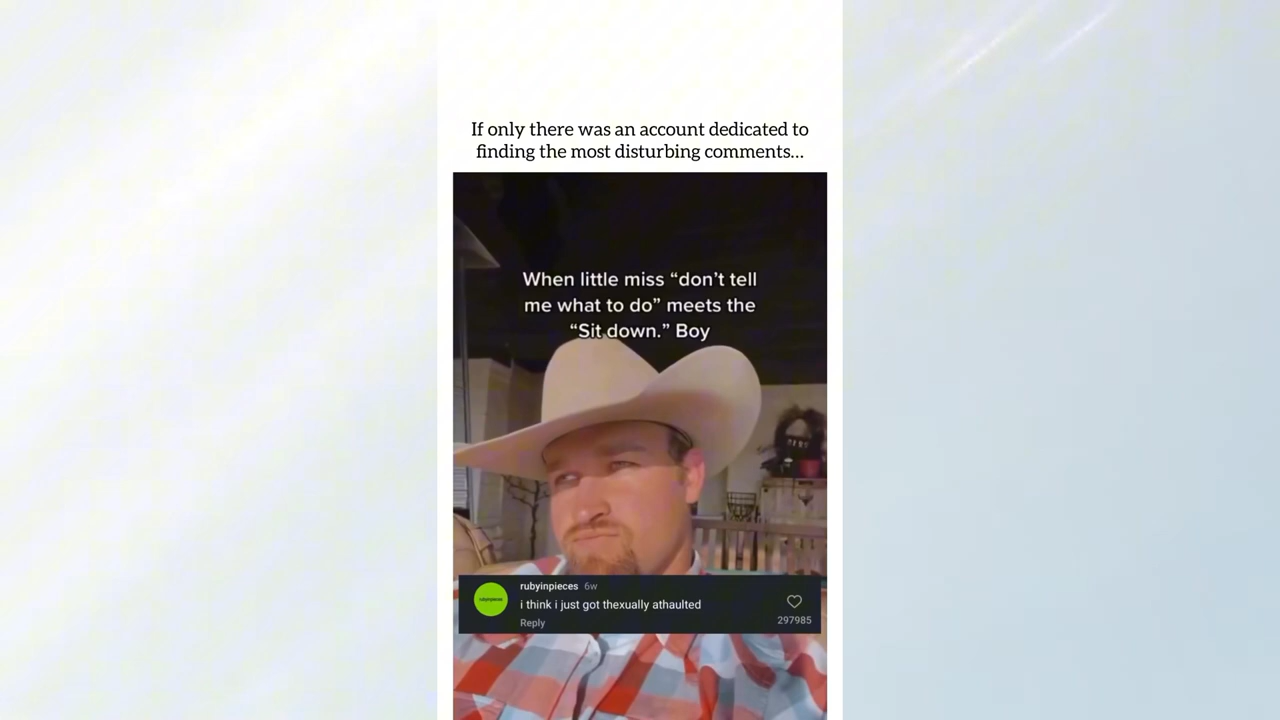 If only there was an account dedicated to
finding the most disturbing comments...
When little miss “don’t tell
me what to do” meets the
“Sit down.” Boy
rubyinpieces 6w
i think i just got thexually athaulted
Reply
297985